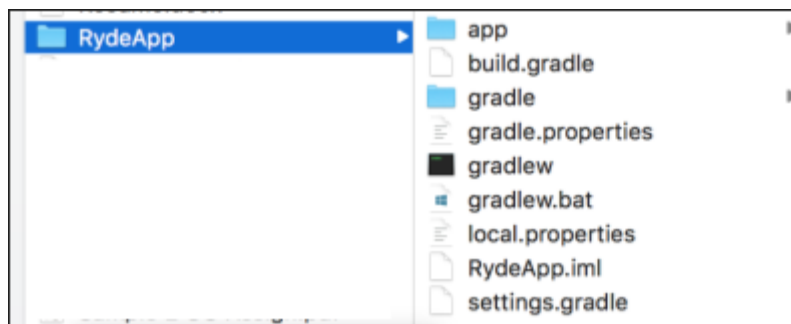 RydeApp
app
build.gradle
gradle
gradle.properties
gradlew
gradlew.bat
local.properties
RydeApp.iml
settings.gradle